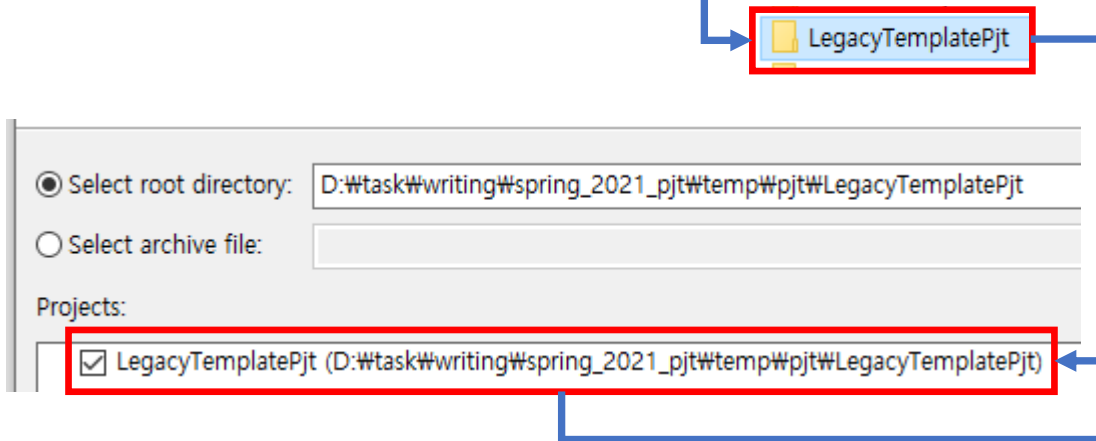 LegacyTemplatePjt
Select root directory: D:₩task₩writing₩spring_2021_pjt₩temp₩pjt₩LegacyTemplatePjt
Select archive file:
Projects:
LegacyTemplatePjt (D:₩task₩writing₩spring_2021_pjt₩temp₩pjt₩LegacyTemplatePjt)